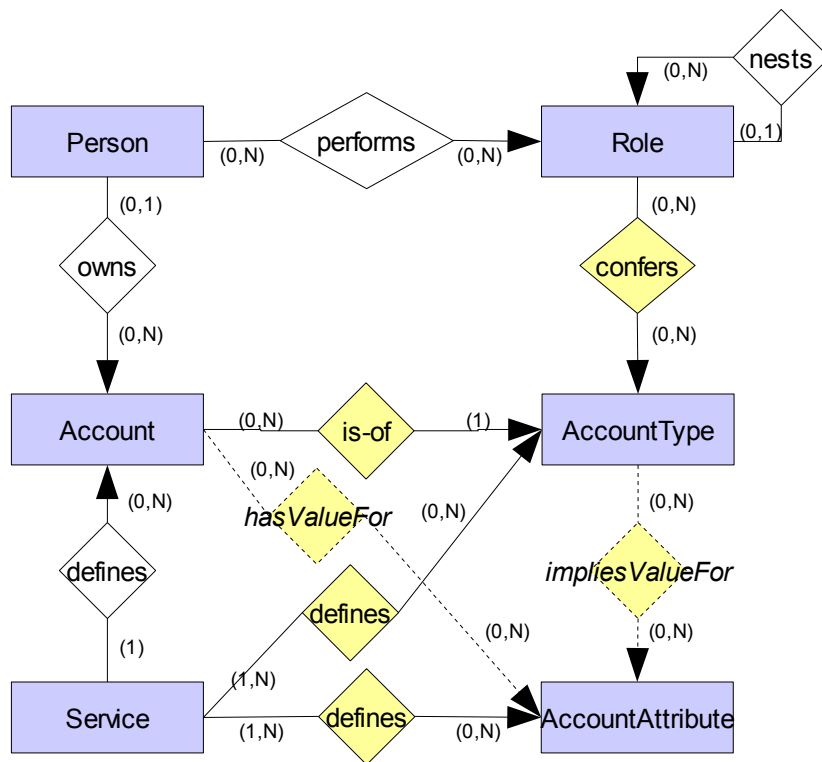 nests
(0,N)
(0,1)
Person
(0,N)
performs
(0,N)
Role
(0,1)
owns
(0,N)
(0,N)
confers
(0,N)
Account
(0,N)
is-of
(1)
AccountType
(0,N)
hasValueFor
(0,N)
(0,N)
defines
(1)
(0,N)
impliesValueFor
(0,N)
defines
(1,N)
(0,N)
Service
(1,N)
defines
(0,N)
AccountAttribute